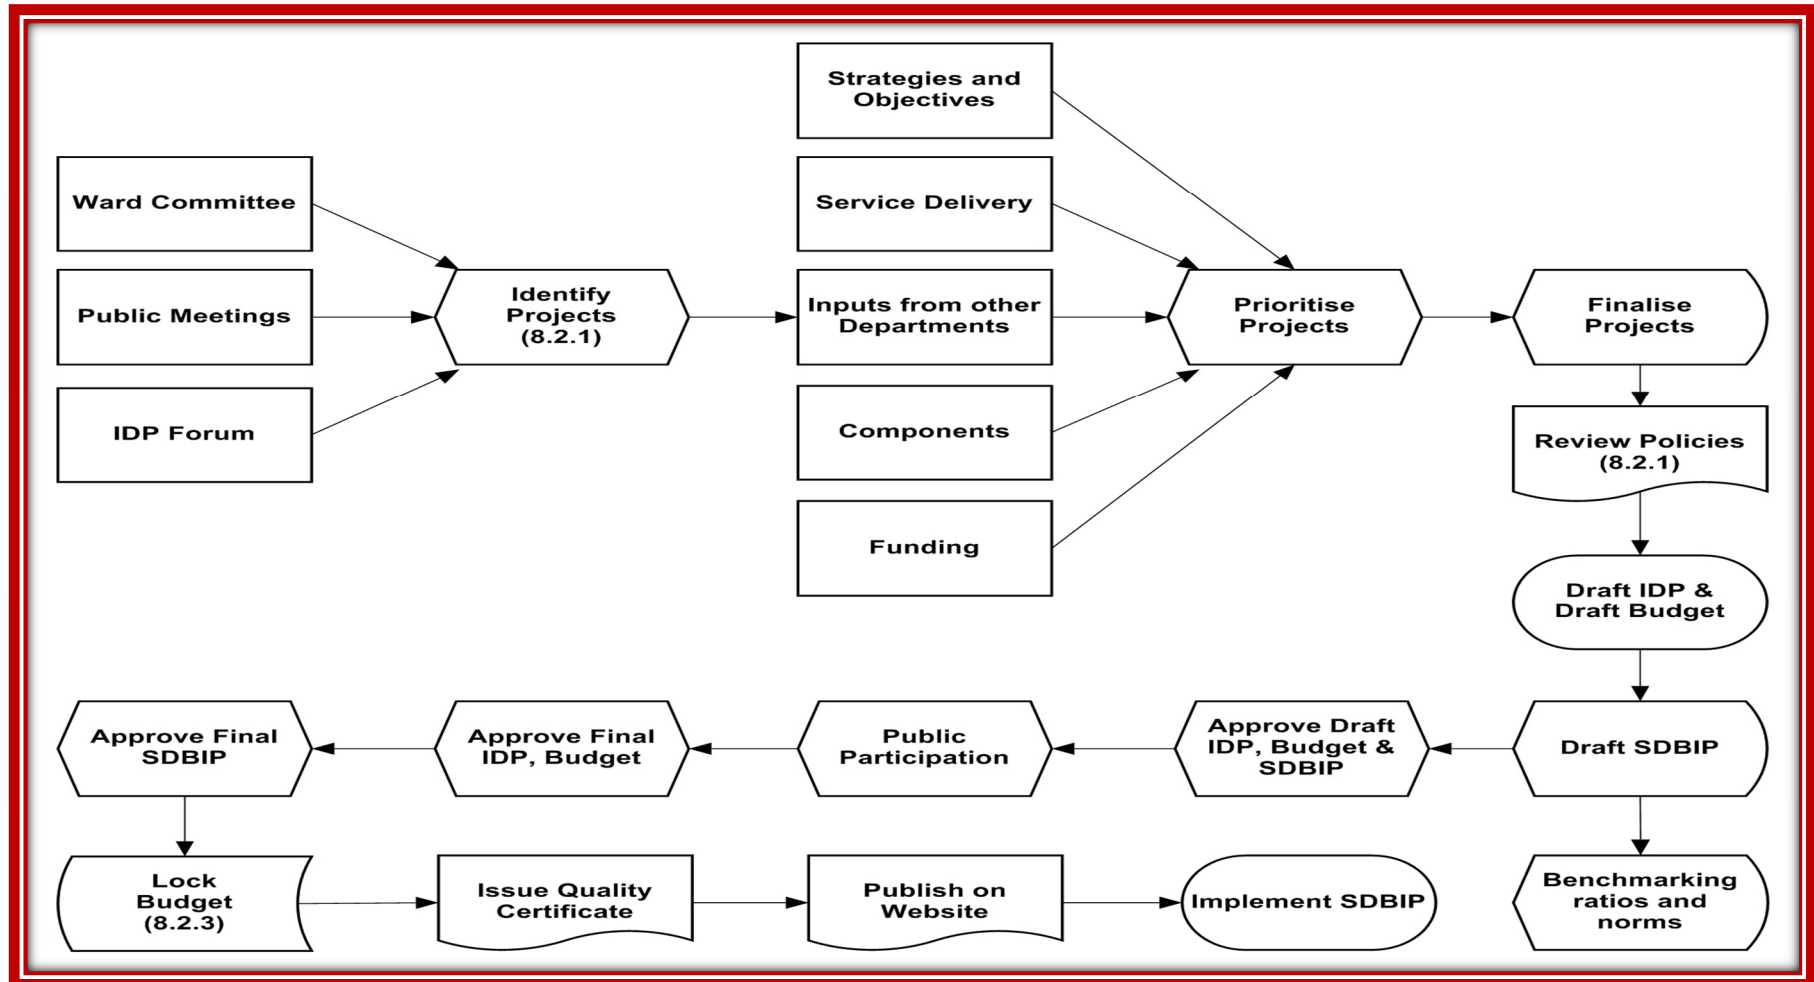 Strategies and
Objectives
Ward Committee
Service Delivery
Public Meetings
Identify
Projects
(8.2.1)
Inputs from other
Departments
Prioritise
Projects
Finalise
Projects
IDP Forum
Components
Review Policies
(8.2.1)
Funding
Draft IDP &
Draft Budget
Approve Final
SDBIP
Approve Final
IDP, Budget
Public
Participation
Approve Draft
IDP, Budget &
SDBIP
Draft SDBIP
Lock
Budget
(8.2.3)
Issue Quality
Certificate
Publish on
Website
Implement SDBIP
Benchmarking
ratios and
norms